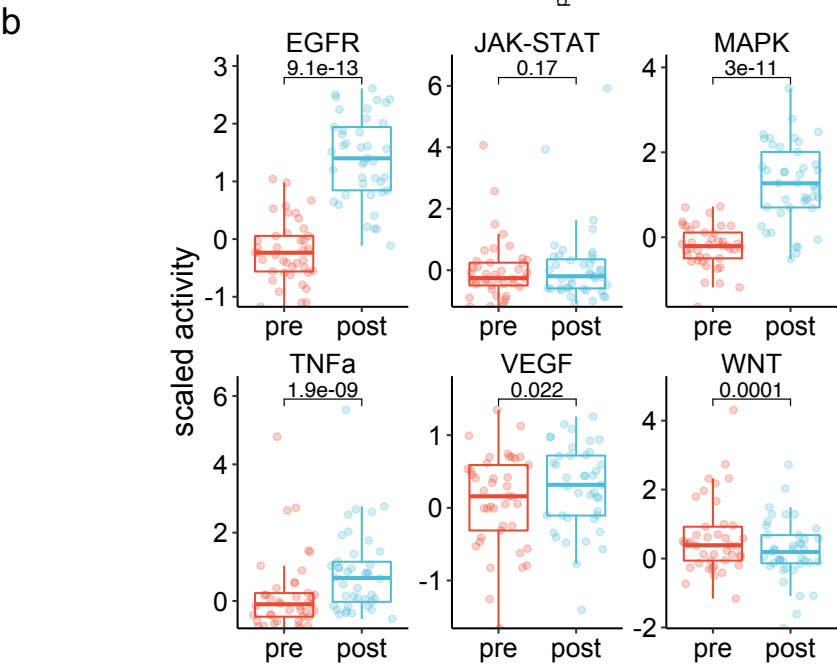 b
EGFR
JAK-STAT
MAPK
9.1e-13
0.17
3e-11
3
2
1
0
-1
6
4
2
0
4
2
0
pre
post
pre
post
pre
post
scaled activity
TNFa
VEGF
WNT
1.9e-09
0.022
0.0001
6
4
2
0
1
0
-1
4
2
0
-2
pre
post
pre
post
pre
post